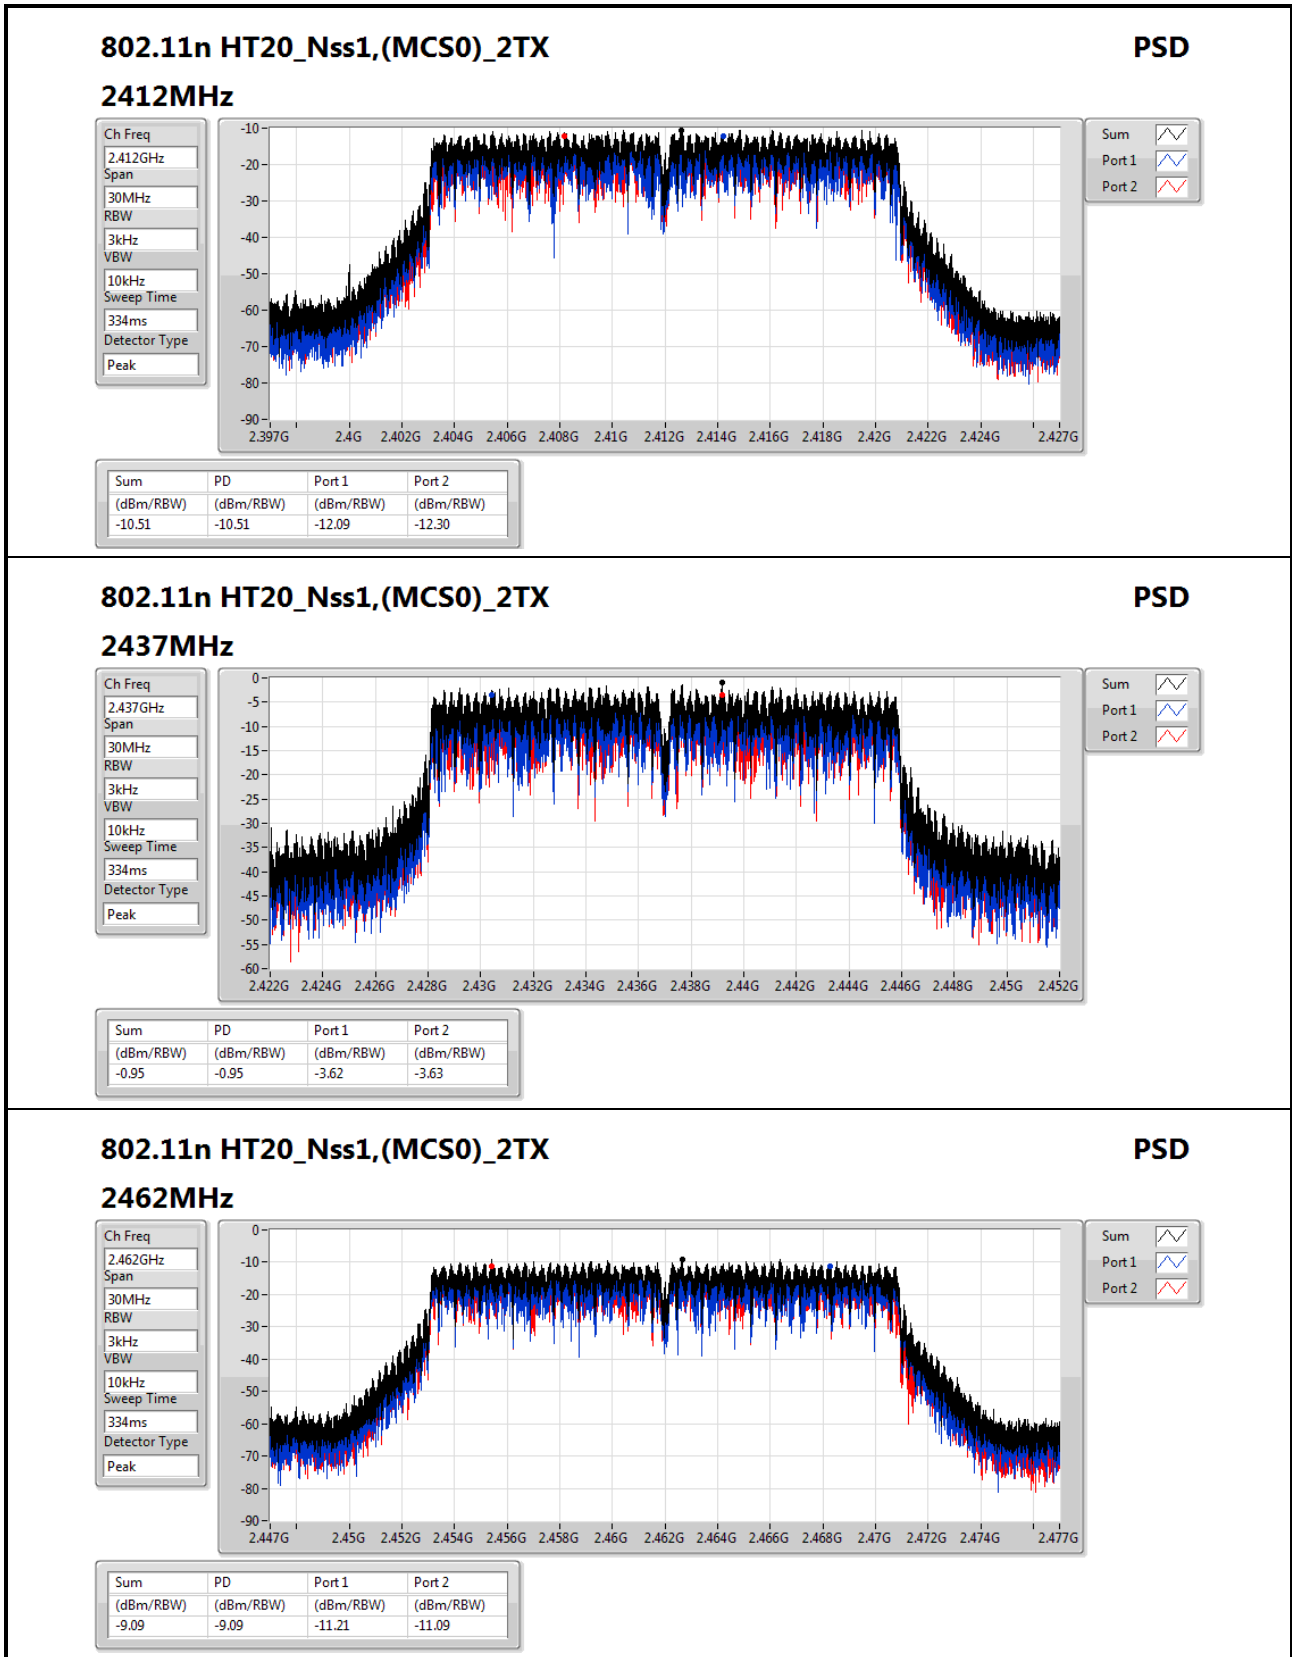 802.11n HT20_Nss1,(MCS0)_2TX PSD
2412MHz
Ch Freq
2.412GHz
Span
30MHz
RBW
3kHz
VBW
10kHz
Sweep Time
334ms
Detector Type
Peak
-10
-20
-30
-40
-50
-60
-70
-80
-90
2.397G 2.4G 2.402G 2.404G 2.406G 2.408G 2.41G 2.412G 2.414G 2.416G 2.418G 2.42G 2.422G 2.424G 2.427G
Sum
Port 1
Port 2
Sum PD Port 1 Port 2
(dBm/RBW) (dBm/RBW) (dBm/RBW) (dBm/RBW)
-10.51 -10.51 -12.09 -12.30
802.11n HT20_Nss1,(MCS0)_2TX PSD
2437MHz
Ch Freq
2.437GHz
Span
30MHz
RBW
3kHz
VBW
10kHz
Sweep Time
334ms
Detector Type
Peak
0
-5
-10
-15
-20
-25
-30
-35
-40
-45
-50
-55
-60
2.422G 2.424G 2.426G 2.428G 2.43G 2.432G 2.434G 2.436G 2.438G 2.44G 2.442G 2.444G 2.446G 2.448G 2.45G 2.452G
Sum
Port 1
Port 2
Sum PD Port 1 Port 2
(dBm/RBW) (dBm/RBW) (dBm/RBW) (dBm/RBW)
-0.95 -0.95 -3.62 -3.63
802.11n HT20_Nss1,(MCS0)_2TX PSD
2462MHz
Ch Freq
2.462GHz
Span
30MHz
RBW
3kHz
VBW
10kHz
Sweep Time
334ms
Detector Type
Peak
0
-10
-20
-30
-40
-50
-60
-70
-80
-90
2.447G 2.45G 2.452G 2.454G 2.456G 2.458G 2.46G 2.462G 2.464G 2.466G 2.468G 2.47G 2.472G 2.474G 2.477G
Sum
Port 1
Port 2
Sum PD Port 1 Port 2
(dBm/RBW) (dBm/RBW) (dBm/RBW) (dBm/RBW)
-9.09 -9.09 -11.21 -11.09